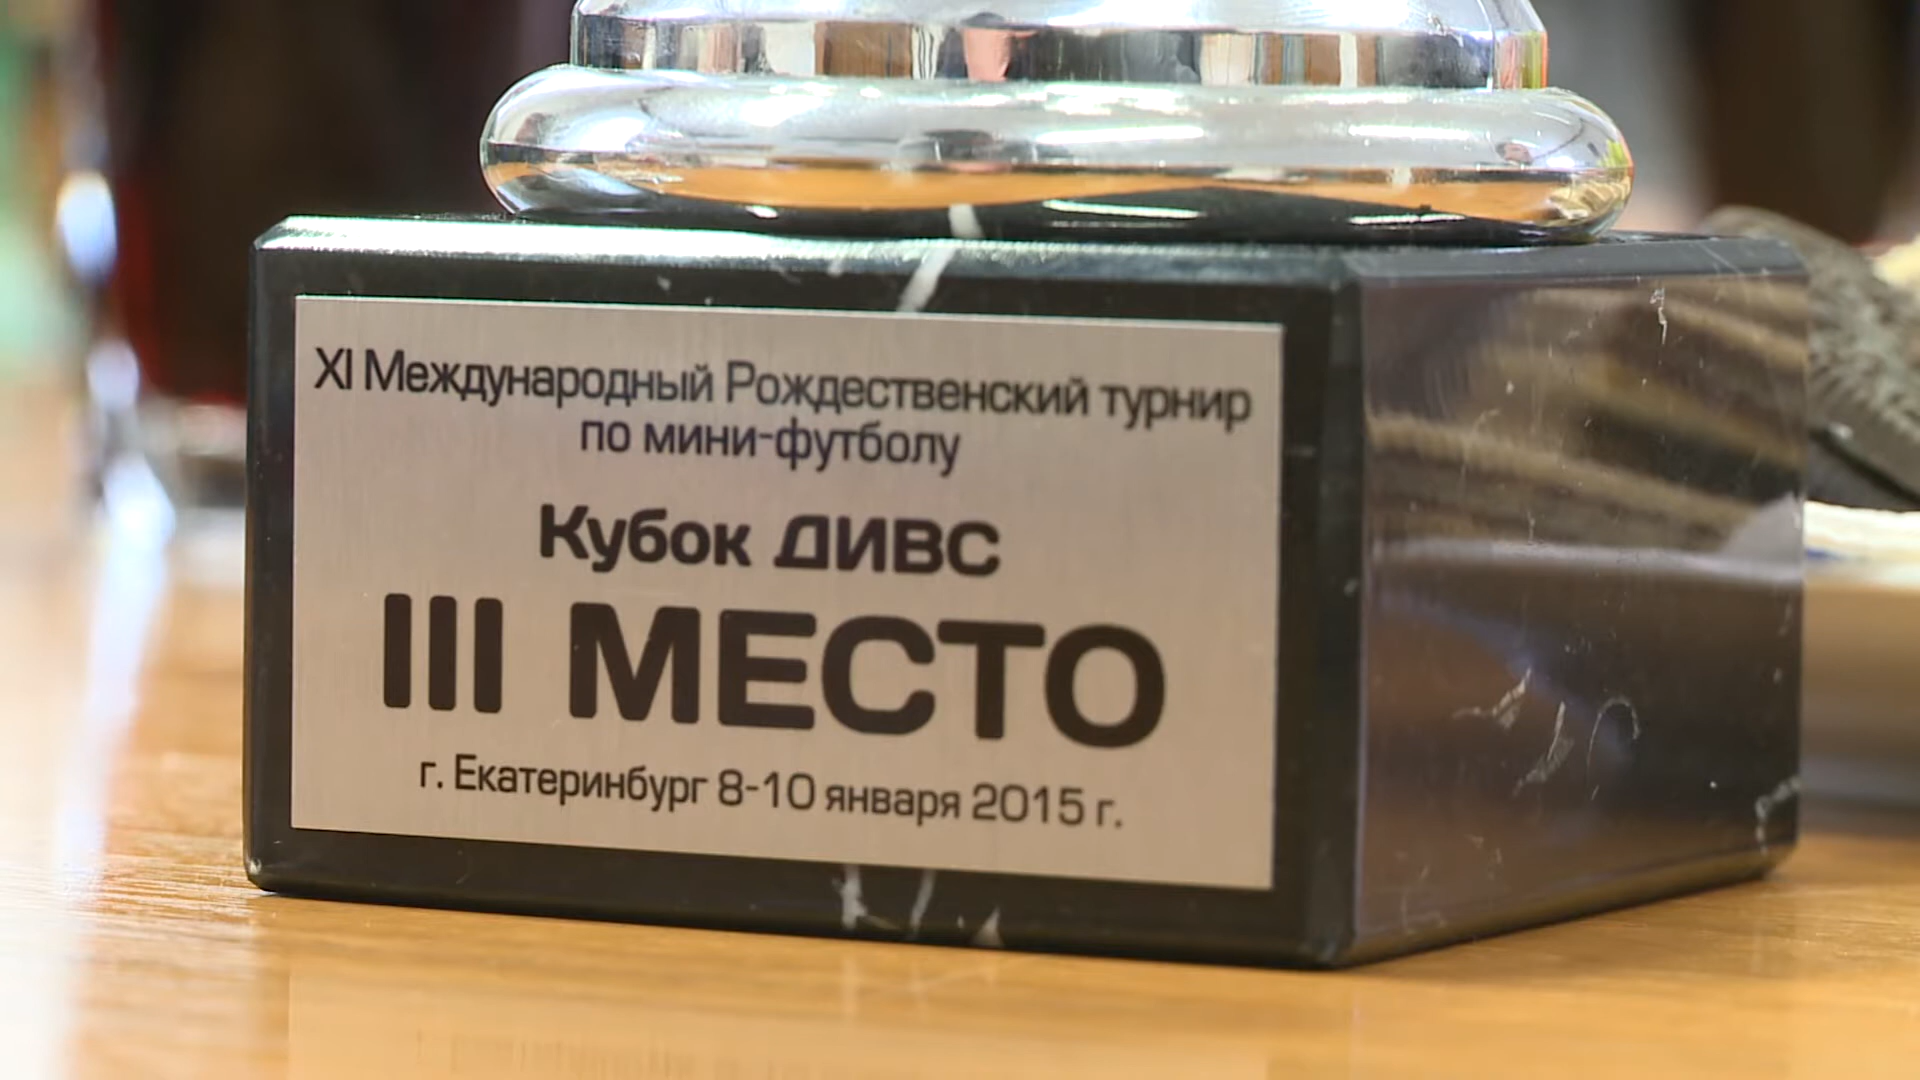 XI Международный Рождественский турнир
по мини-футболу
Кубок ДИВС
III МЕСТО
г. Екатеринбург 8-10 января 2015 г.